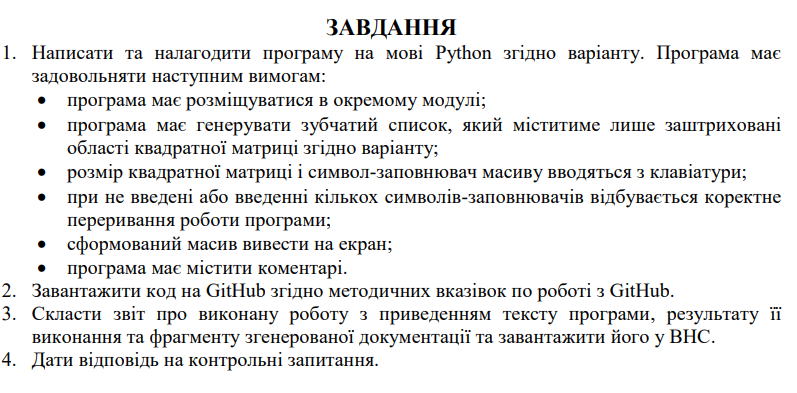 ЗАВДАННЯ
1. Написати та налагодити програму на мові Python згідно варіанту. Програма має
задовольняти наступним вимогам:
• програма має розміщуватися в окремому модулі;
• програма має генерувати зубчатий список, який міститиме лише заштриховані
області квадратної матриці згідно варіанту;
• розмір квадратної матриці і символ-заповнювач масиву вводяться з клавіатури;
• при не введені або введенні кількох символів-заповнювачів відбувається коректне
переривання роботи програми;
• сформований масив вивести на екран;
• програма має містити коментарі.
2. Завантажити код на GitHub згідно методичних вказівок по роботі з GitHub.
3. Скласти звіт про виконану роботу з приведенням тексту програми, результату її
виконання та фрагменту згенерованої документації та завантажити його у ВНС.
4. Дати відповідь на контрольні запитання.